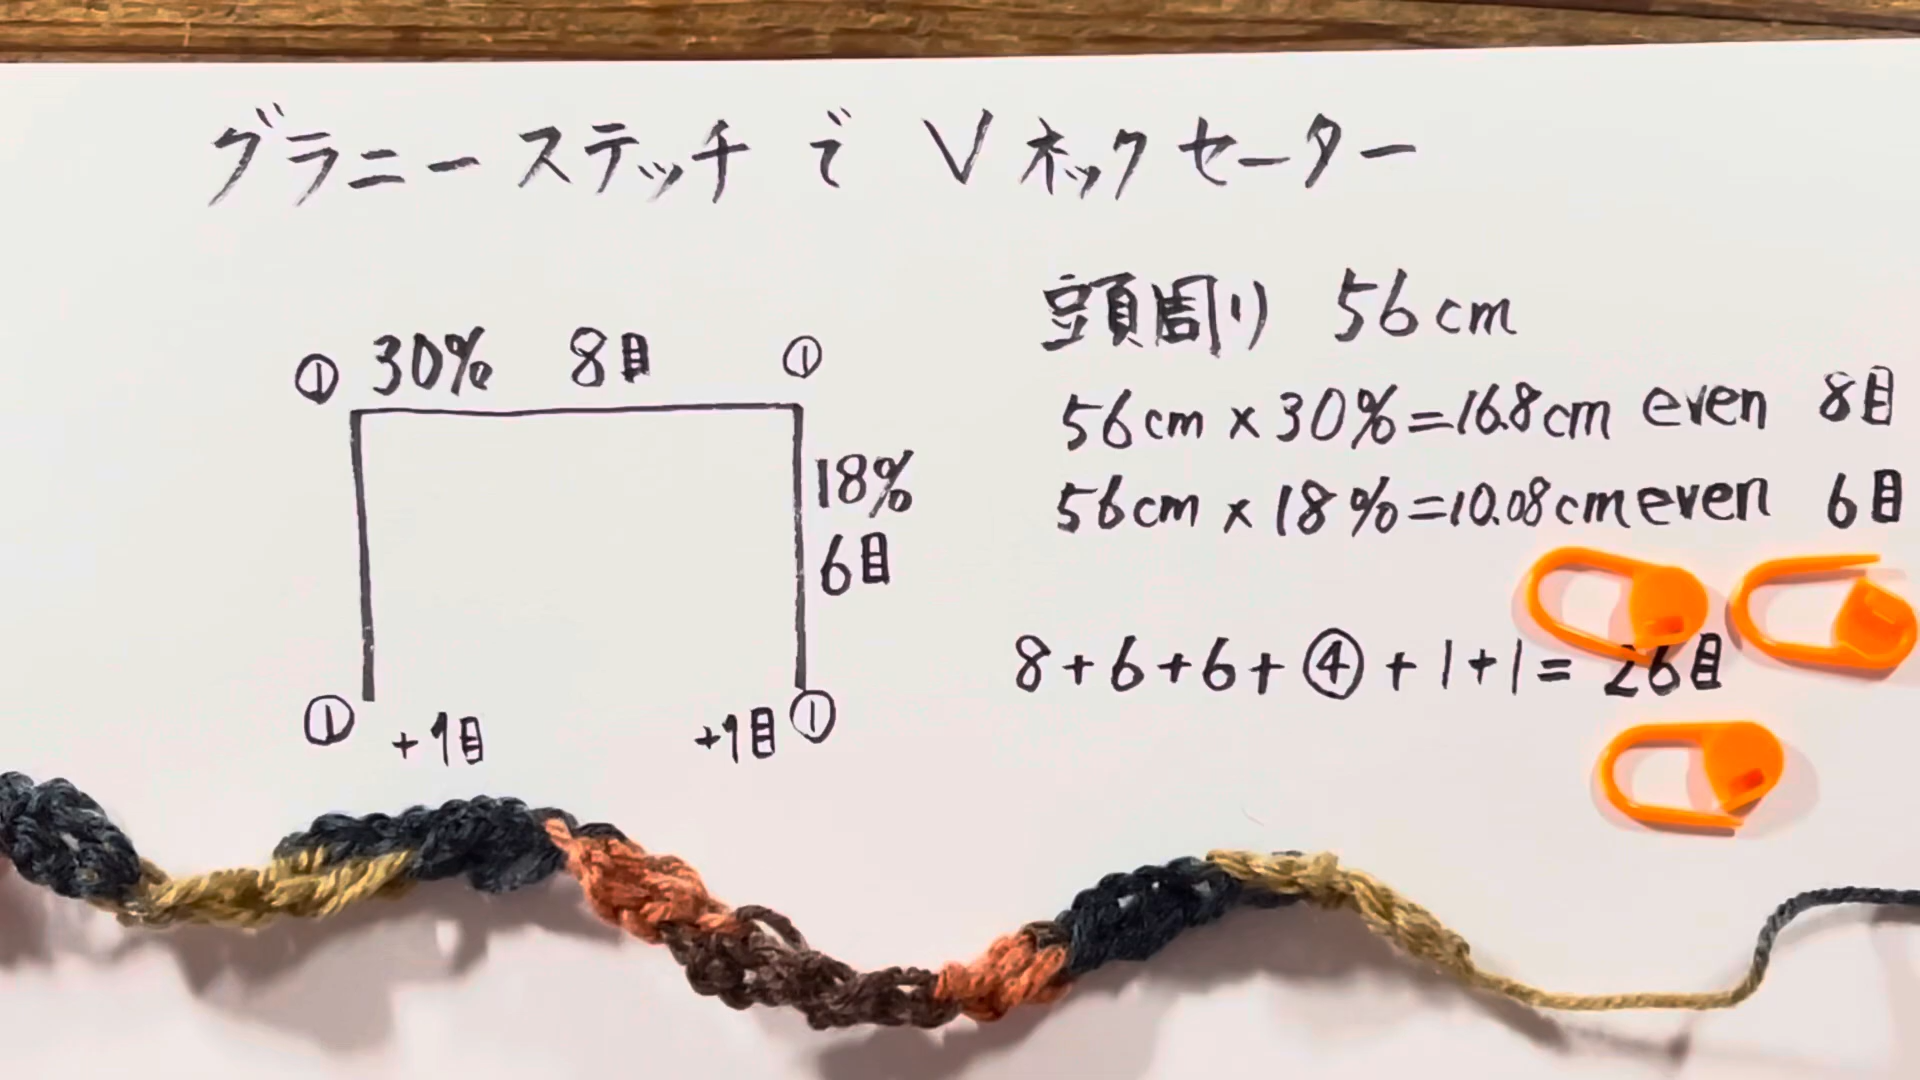 グラニーステッチで Vネックセーター
① 30% 8目 ①
18%
6目
① +1目 +1目 ①
頭周り 56cm
56cm×30%=16.8cm even 8目
56cm×18%=10.08cm even 6目
8+6+6+④+1+1= 26目